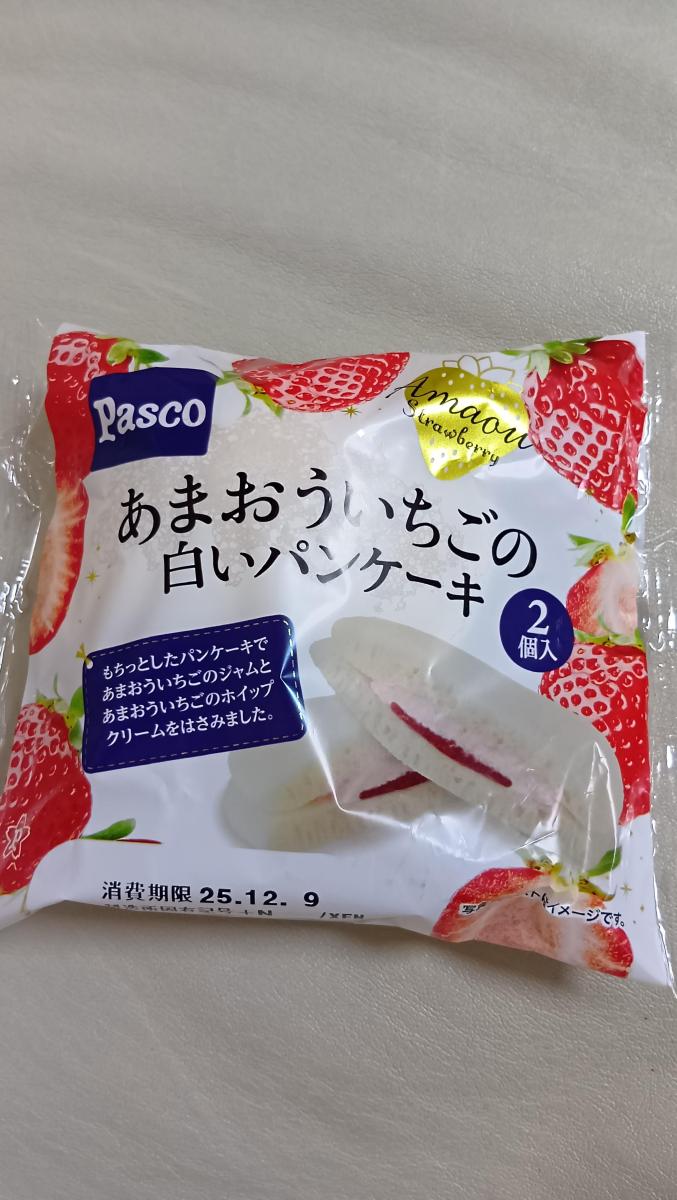 Pasco
Amaou
Strawberry
あまおういちごの
白いパンケーキ
2
個入
もちっとしたパンケーキで
あまおういちごのジャムと
あまおういちごのホイップ
クリームをはさみました。
消費期限 25.12. 9
イメージです。